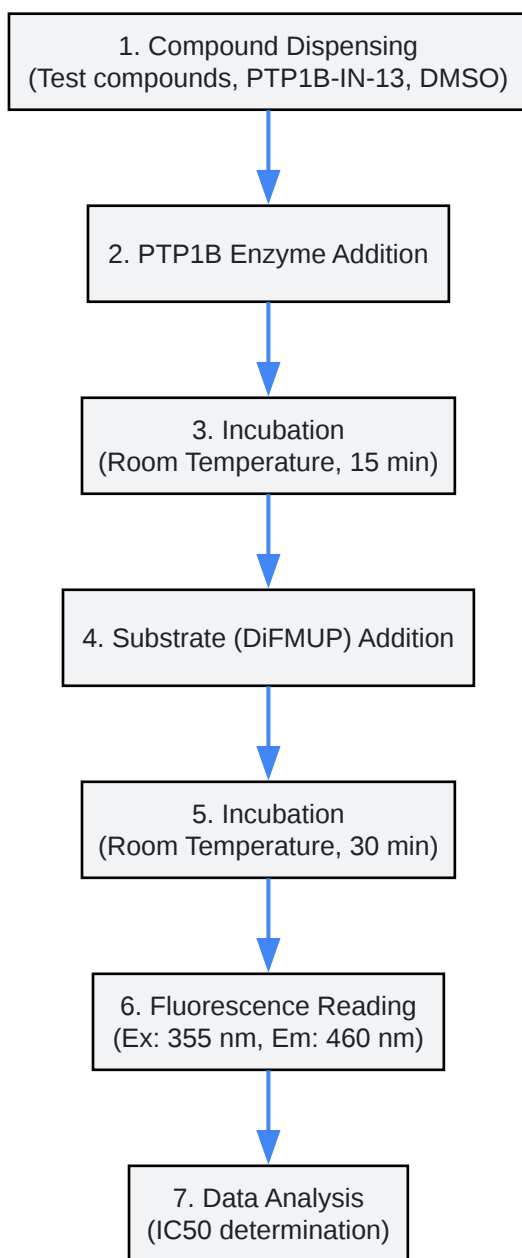 1. Compound Dispensing
(Test compounds, PTP1B-IN-13, DMSO)
2. PTP1B Enzyme Addition
3. Incubation
(Room Temperature, 15 min)
4. Substrate (DiFMUP) Addition
5. Incubation
(Room Temperature, 30 min)
6. Fluorescence Reading
(Ex: 355 nm, Em: 460 nm)
7. Data Analysis
(IC50 determination)